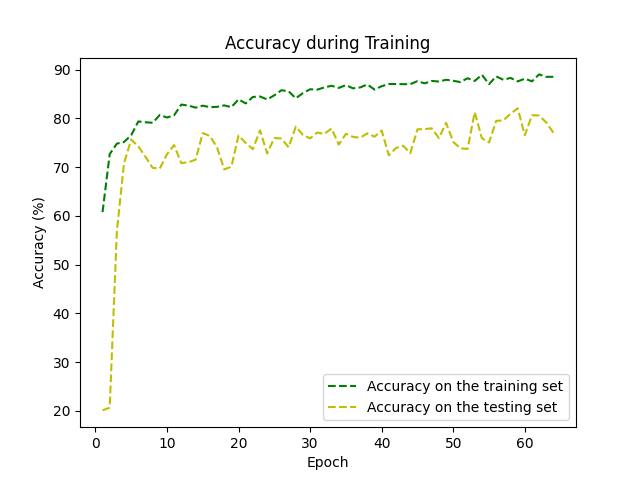 Accuracy during Training
90
80
70
60
50
40
30
20
Accuracy (%)
Accuracy on the training set
Accuracy on the testing set
0 10 20 30 40 50 60
Epoch